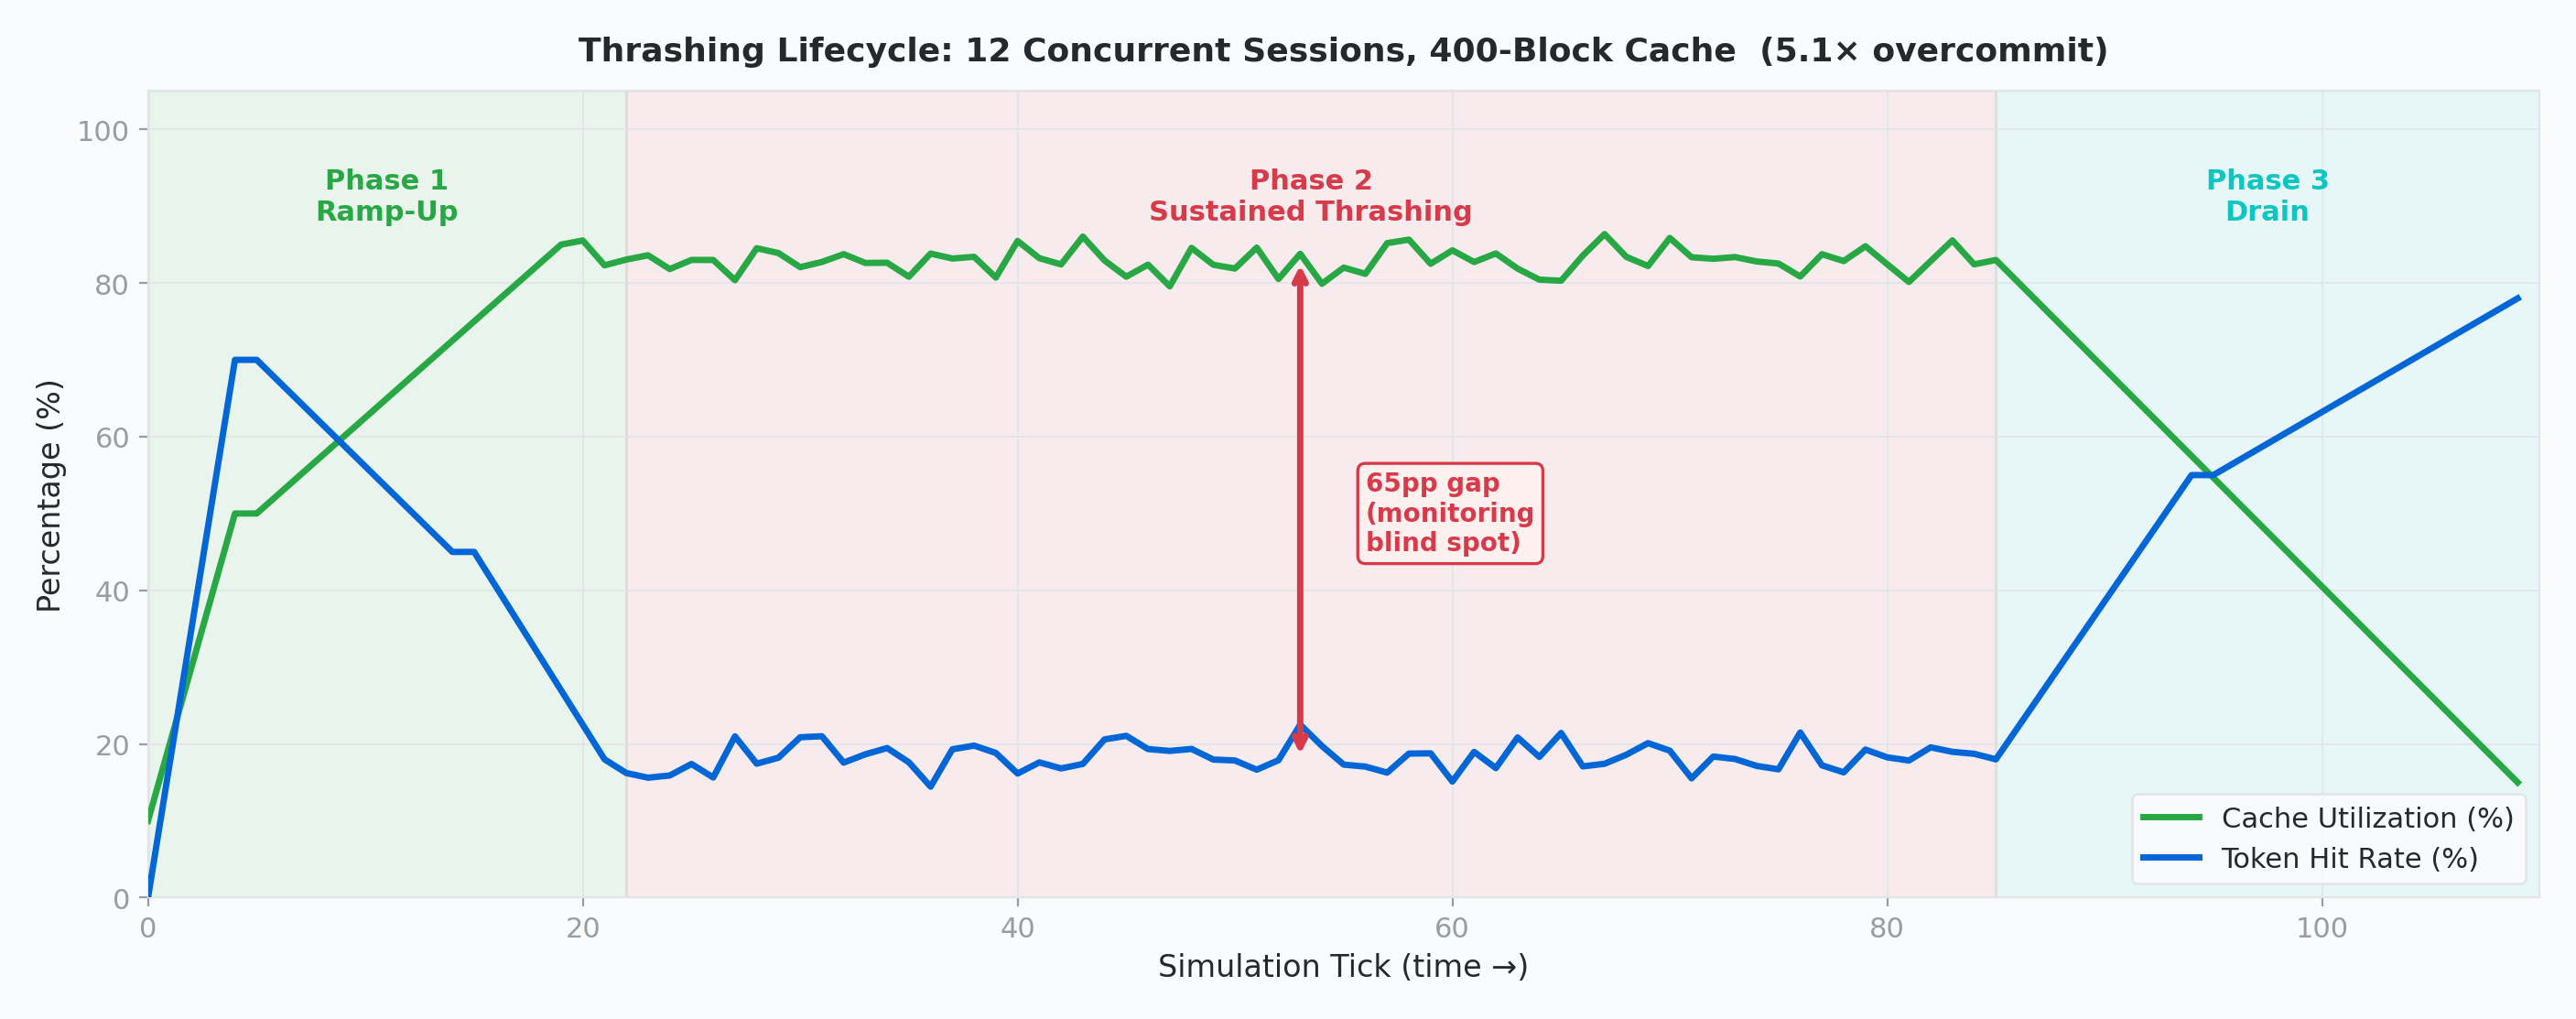 Thrashing Lifecycle: 12 Concurrent Sessions, 400-Block Cache (5.1× overcommit)
Percentage (%)
100
80
60
40
20
0
Phase 1
Ramp-Up
Phase 2
Sustained Thrashing
Phase 3
Drain
65pp gap
(monitoring
blind spot)
Cache Utilization (%)
Token Hit Rate (%)
0
20
40
60
80
100
Simulation Tick (time →)